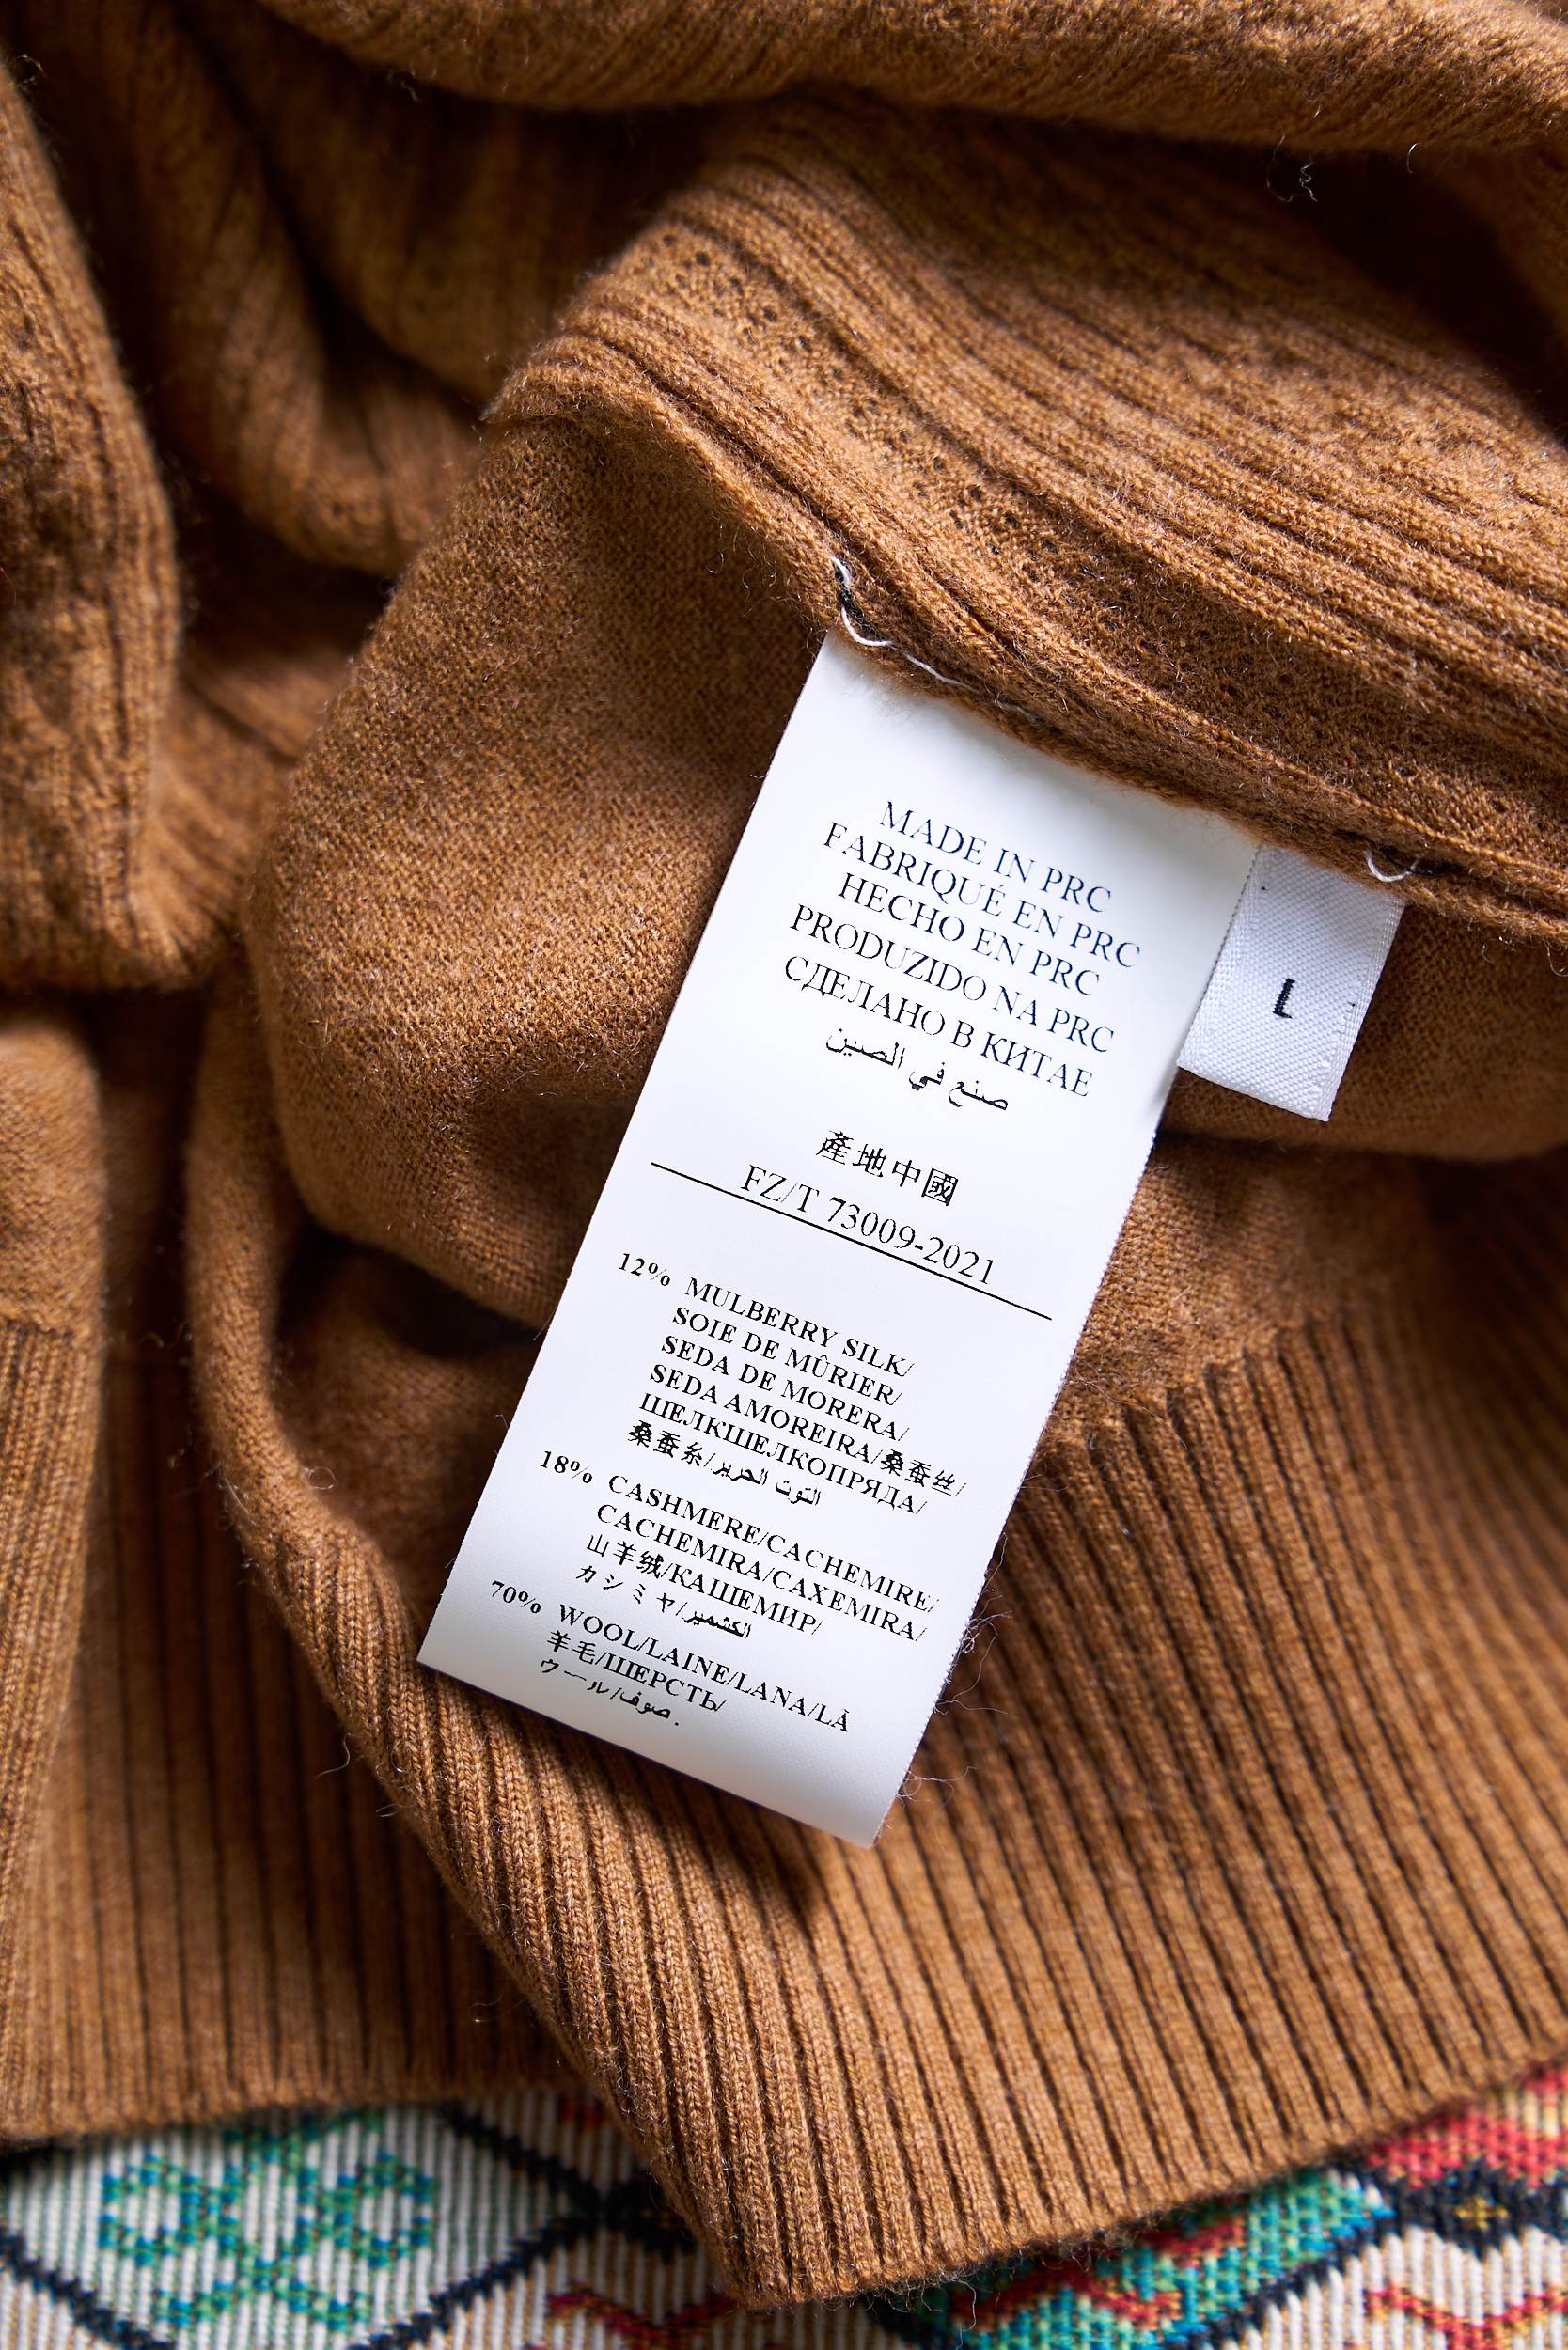 MADE IN PRC
FABRIQUÉ EN PRC
HECHO EN PRC
PRODUZIDO NA PRC
СДЕЛАНО В КИТАЕ
صنع في الصين
產地中國
FZ/T 73009-2021
12% MULBERRY SILK/
SOIE DE MÛRIER/
SEDA DE MORERA/
SEDA AMOREIRA/桑蚕丝/
ШЕЛКШЕЛКОПРЯДА/
桑蚕糸/التوت الحرير
18% CASHMERE/CACHEMIRE/
CACHEMIRA/CAXEMIRA/
山羊绒/КАШЕМИР/
カシミヤ/الكشمير
70% WOOL/LAINE/LANA/LÃ
羊毛/ШЕРСТЬ/
ウール/صوف.
L